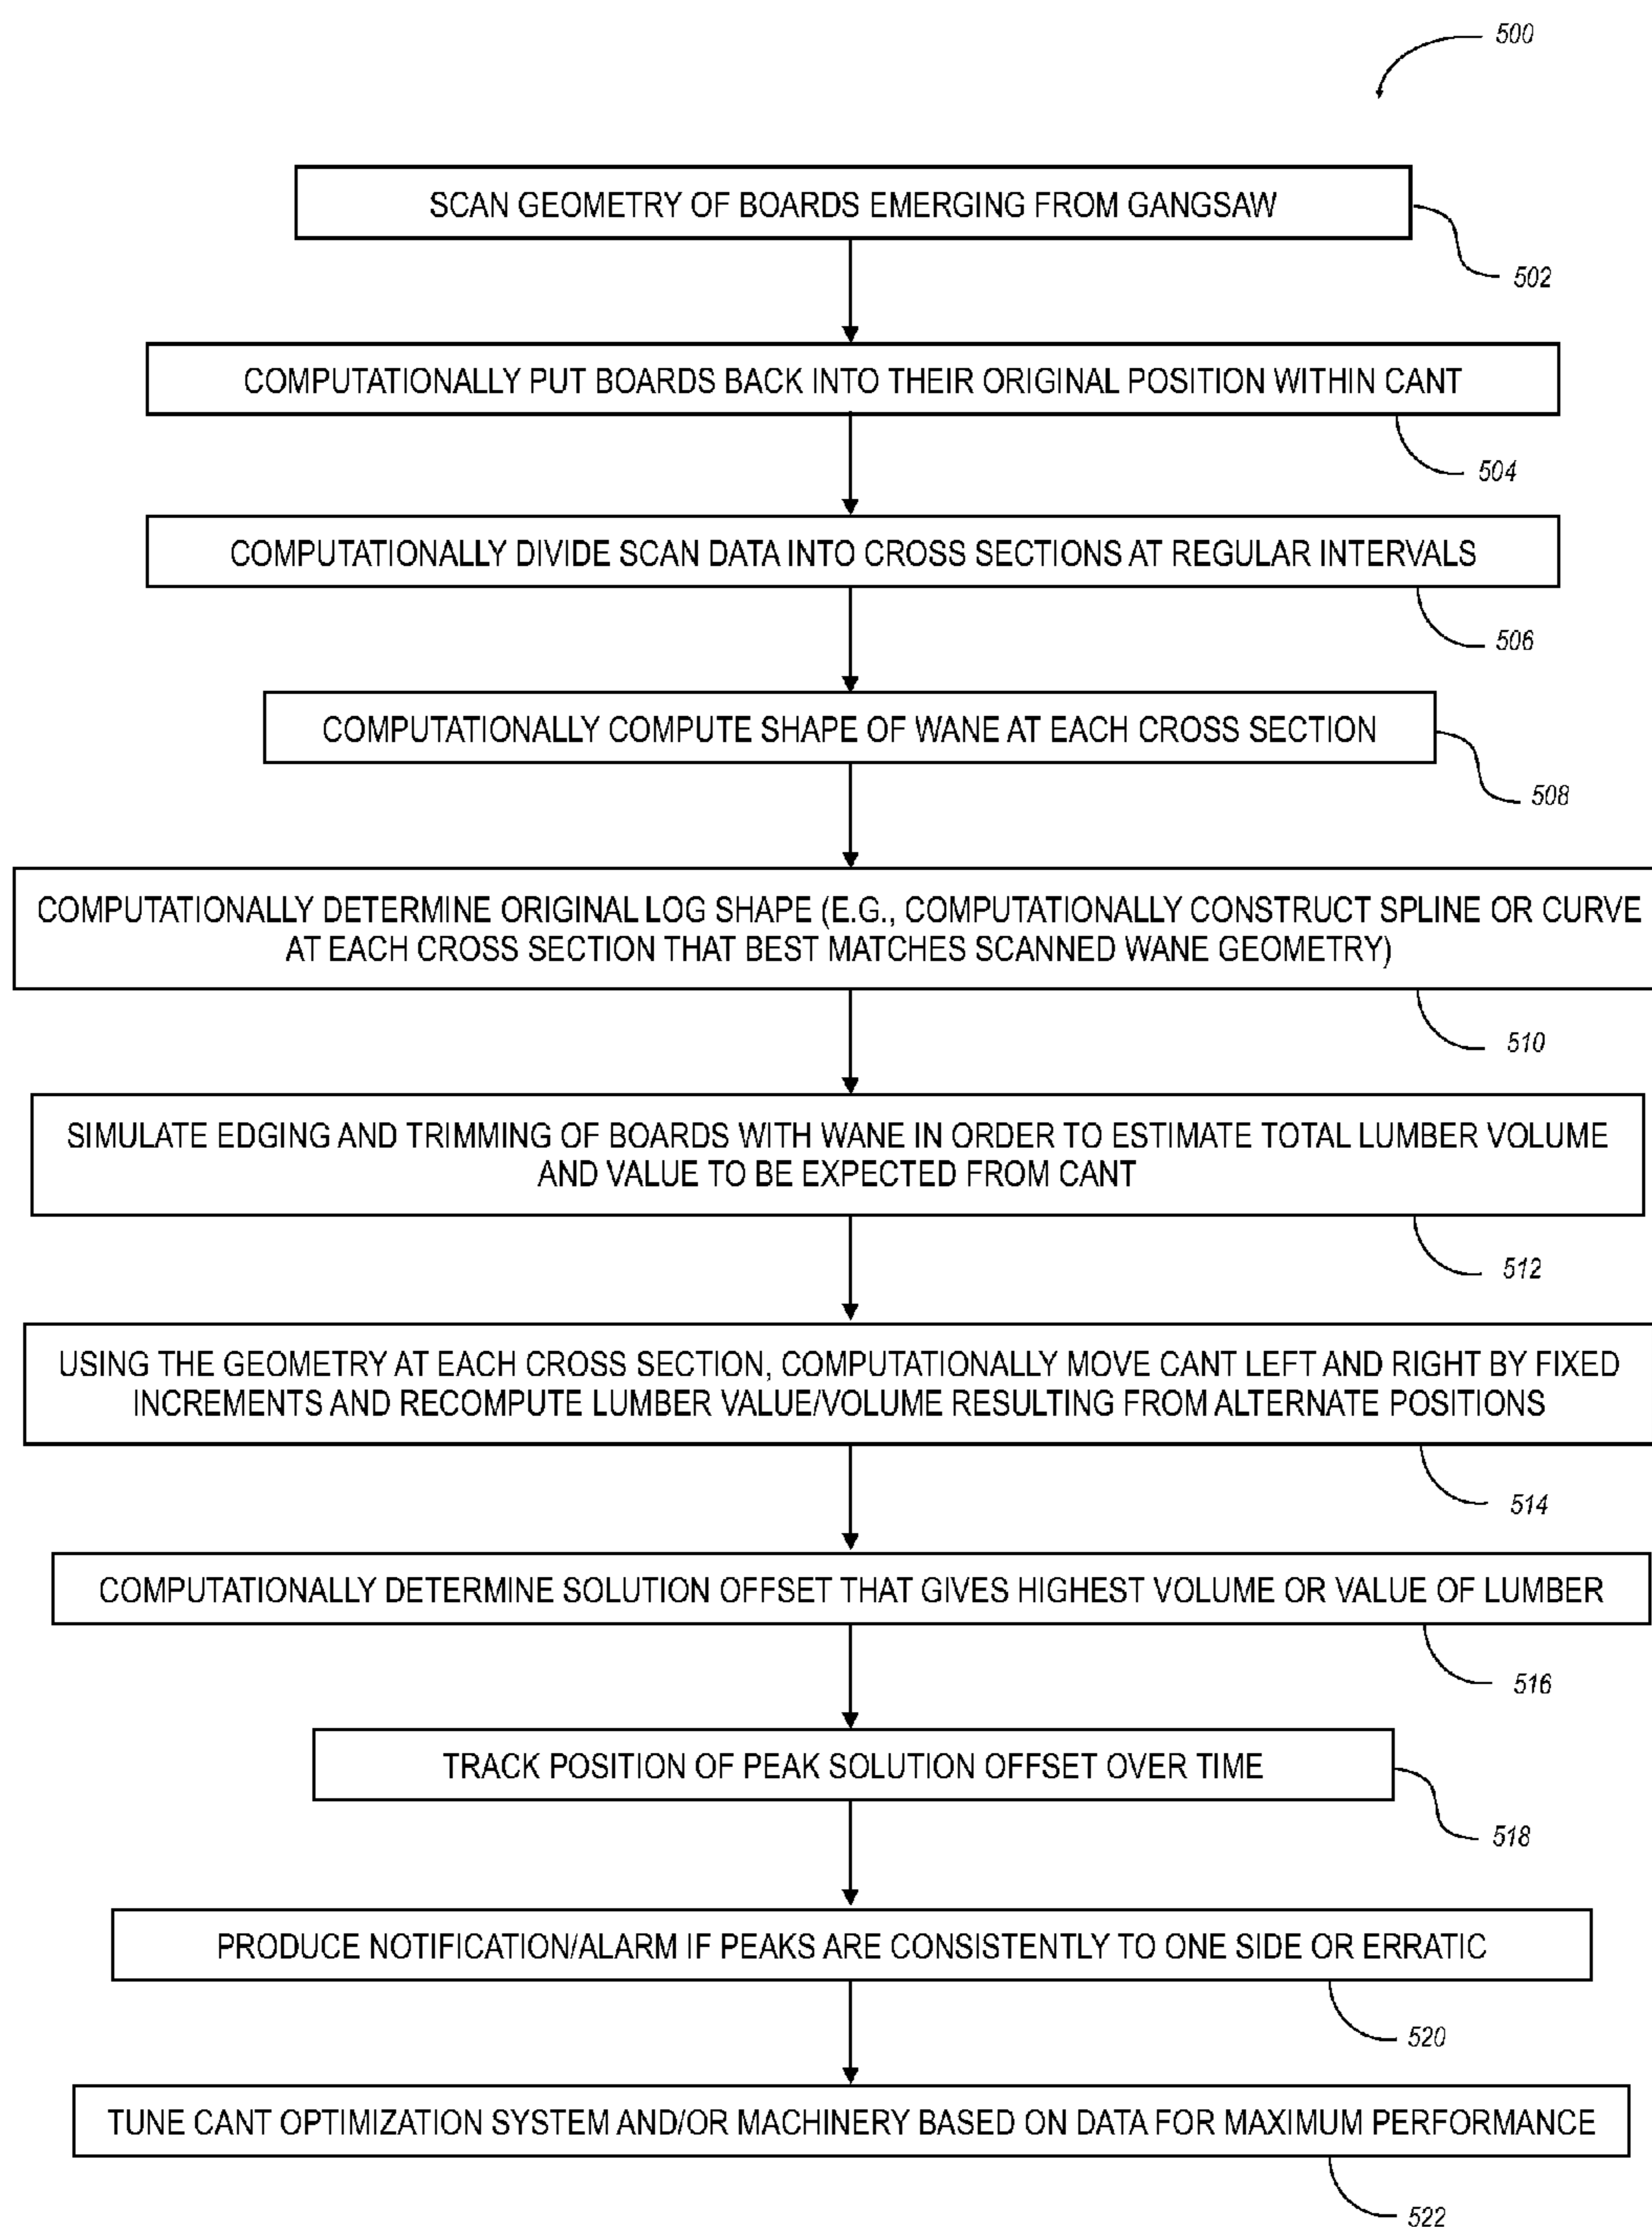 500
SCAN GEOMETRY OF BOARDS EMERGING FROM GANGSAW
502
COMPUTATIONALLY PUT BOARDS BACK INTO THEIR ORIGINAL POSITION WITHIN CANT
504
COMPUTATIONALLY DIVIDE SCAN DATA INTO CROSS SECTIONS AT REGULAR INTERVALS
506
COMPUTATIONALLY COMPUTE SHAPE OF WANE AT EACH CROSS SECTION
508
COMPUTATIONALLY DETERMINE ORIGINAL LOG SHAPE (E.G., COMPUTATIONALLY CONSTRUCT SPLINE OR CURVE
AT EACH CROSS SECTION THAT BEST MATCHES SCANNED WANE GEOMETRY)
510
SIMULATE EDGING AND TRIMMING OF BOARDS WITH WANE IN ORDER TO ESTIMATE TOTAL LUMBER VOLUME
AND VALUE TO BE EXPECTED FROM CANT
512
USING THE GEOMETRY AT EACH CROSS SECTION, COMPUTATIONALLY MOVE CANT LEFT AND RIGHT BY FIXED
INCREMENTS AND RECOMPUTE LUMBER VALUE/VOLUME RESULTING FROM ALTERNATE POSITIONS
514
COMPUTATIONALLY DETERMINE SOLUTION OFFSET THAT GIVES HIGHEST VOLUME OR VALUE OF LUMBER
516
TRACK POSITION OF PEAK SOLUTION OFFSET OVER TIME
518
PRODUCE NOTIFICATION/ALARM IF PEAKS ARE CONSISTENTLY TO ONE SIDE OR ERRATIC
520
TUNE CANT OPTIMIZATION SYSTEM AND/OR MACHINERY BASED ON DATA FOR MAXIMUM PERFORMANCE
522